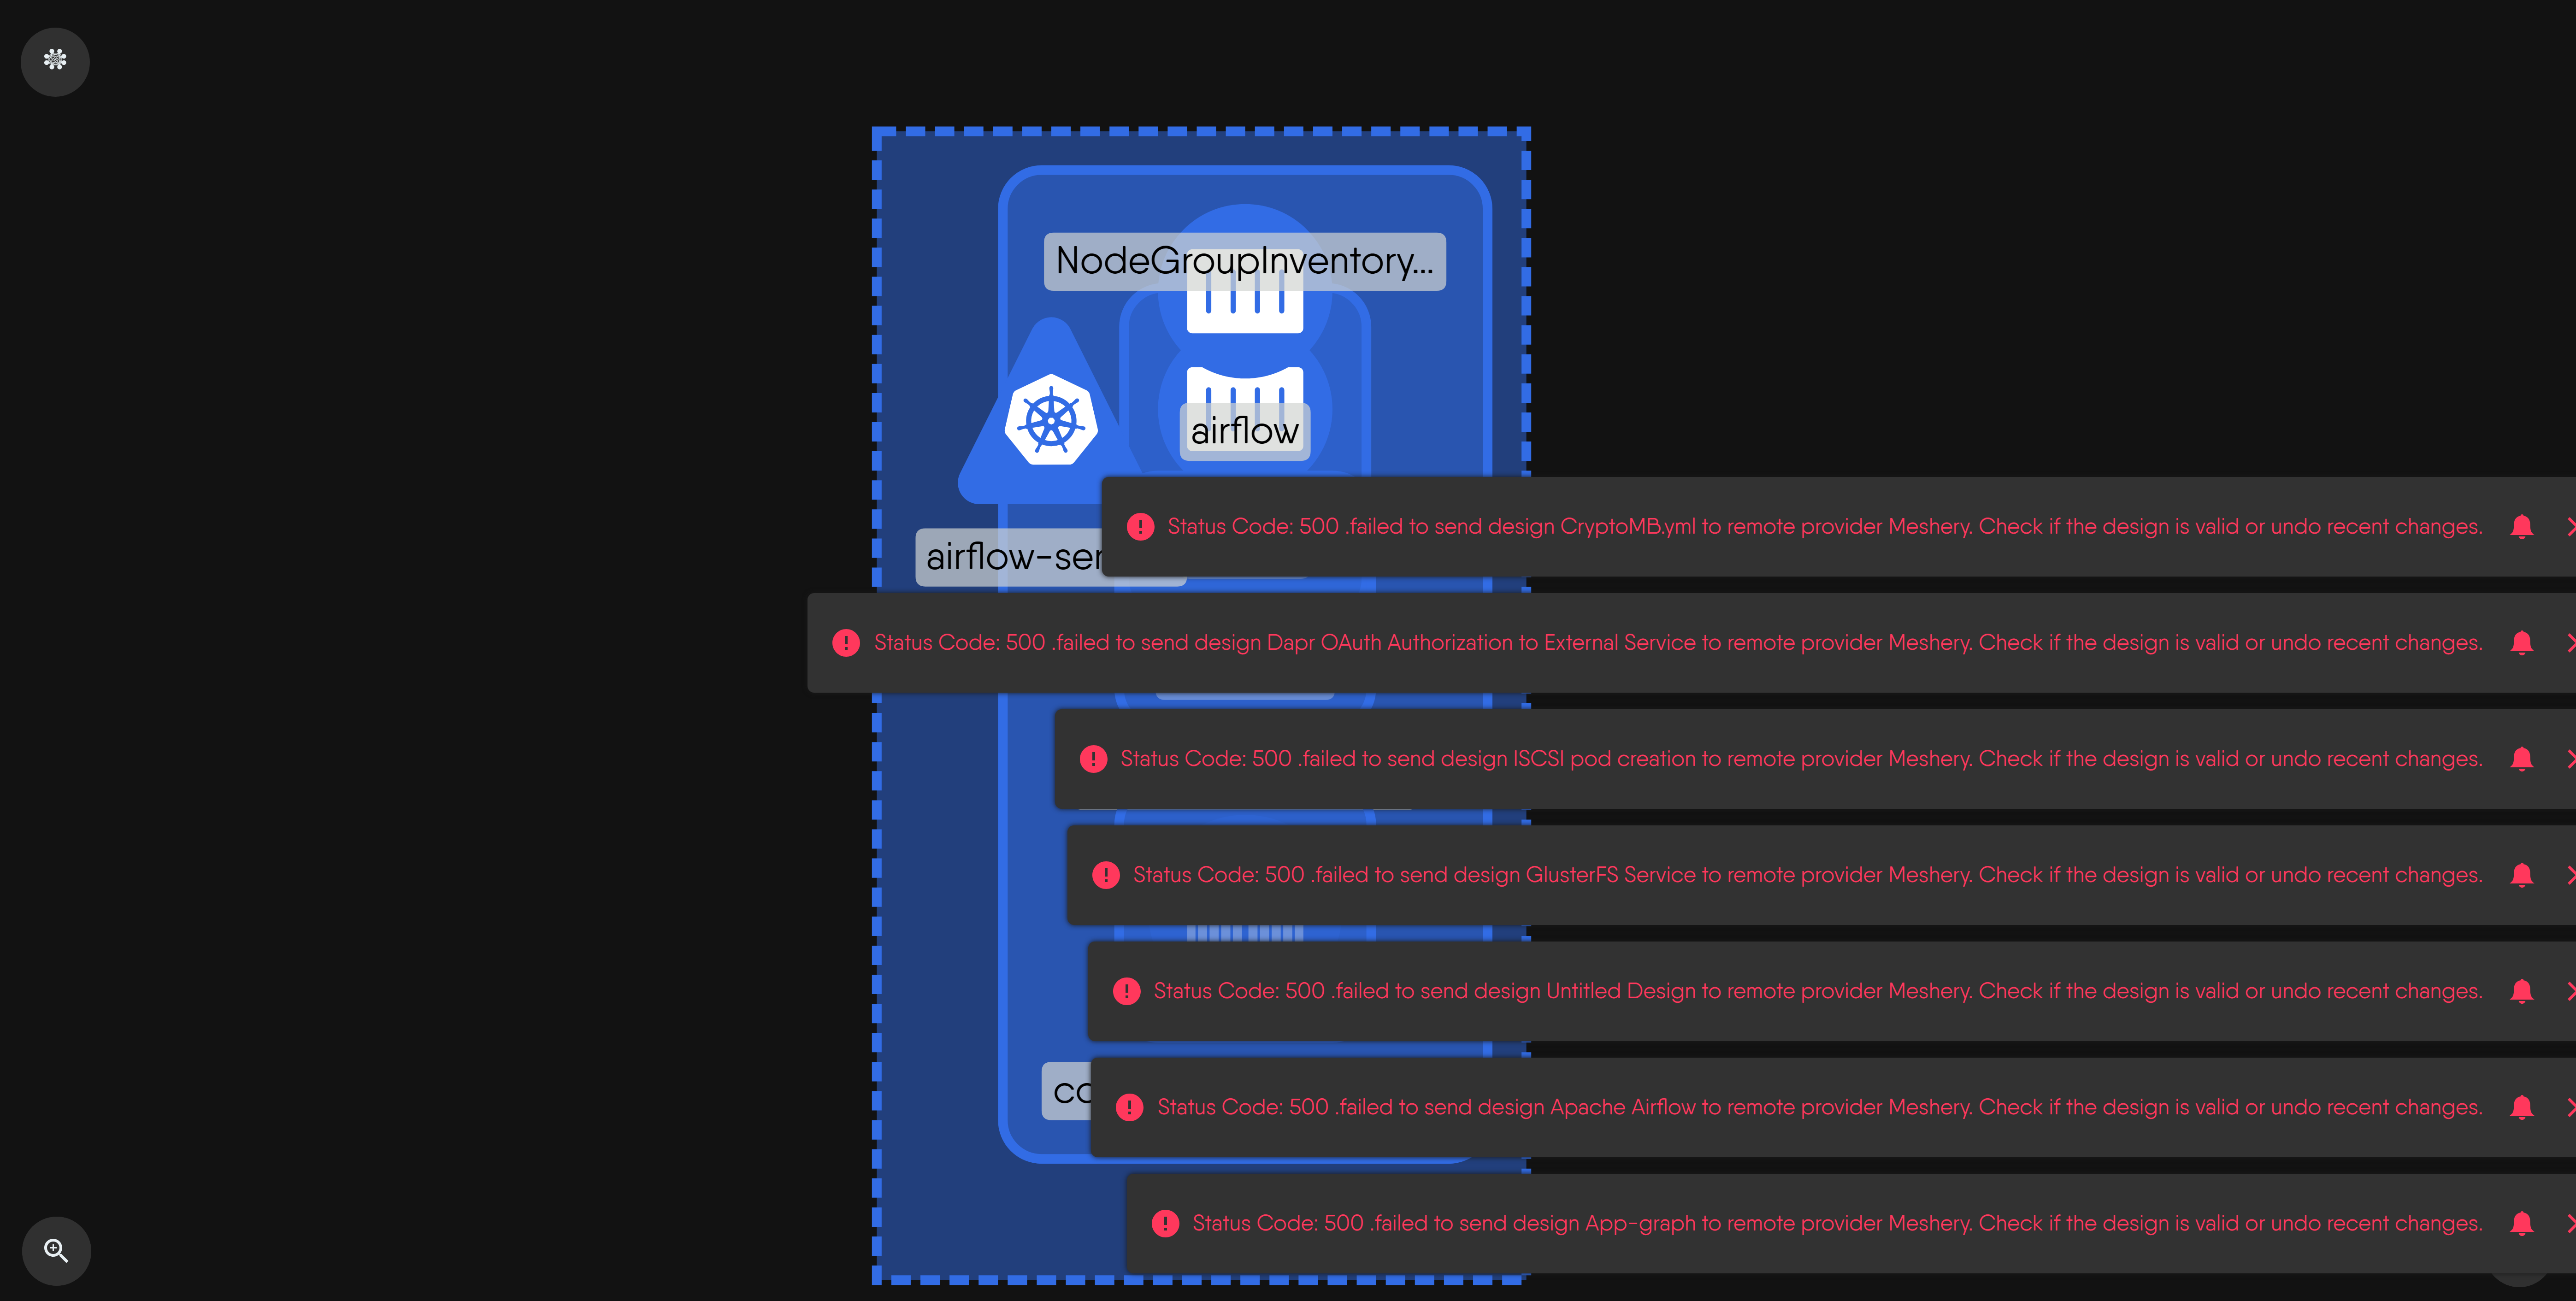 NodeGroupInventory...
airflow
airflow-ser
Status Code: 500 .failed to send design CryptoMB.yml to remote provider Meshery. Check if the design is valid or undo recent changes.
Status Code: 500 .failed to send design Dapr OAuth Authorization to External Service to remote provider Meshery. Check if the design is valid or undo recent changes.
Status Code: 500 .failed to send design ISCSI pod creation to remote provider Meshery. Check if the design is valid or undo recent changes.
Status Code: 500 .failed to send design GlusterFS Service to remote provider Meshery. Check if the design is valid or undo recent changes.
Status Code: 500 .failed to send design Untitled Design to remote provider Meshery. Check if the design is valid or undo recent changes.
co
Status Code: 500 .failed to send design Apache Airflow to remote provider Meshery. Check if the design is valid or undo recent changes.
Status Code: 500 .failed to send design App-graph to remote provider Meshery. Check if the design is valid or undo recent changes.